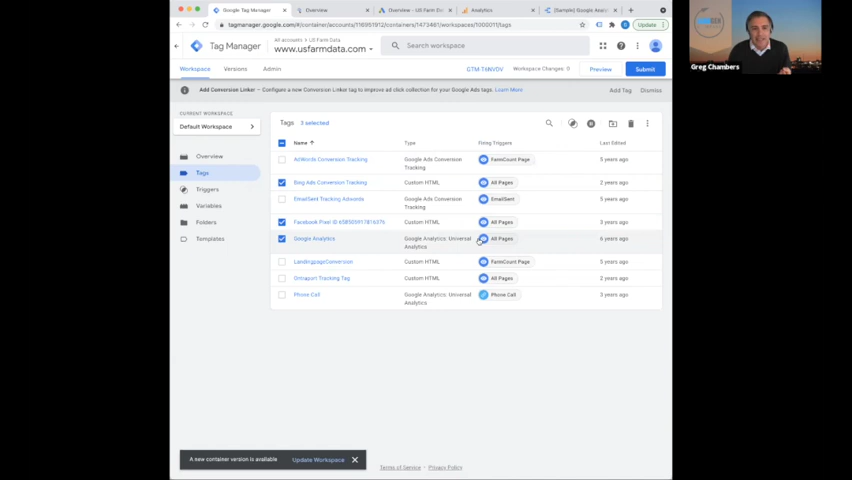 Google Tag Manager
Overview
Overview - US Farm Da
Analytics
[Sample] Google Analy
tagmanager.google.com/#/container/accounts/116951912/containers/1473461/workspaces/1000011/tags
Update
Tag Manager
All accounts > US Farm Data
www.usfarmdata.com
Search workspace
Greg Chambers
Workspace
Versions
Admin
GTM-T6NVDV
Workspace Changes: 0
Preview
Submit
Add Conversion Linker — Configure a new Conversion Linker tag to improve ad click collection for your Google Ads tags. Learn More
Add Tag
Dismiss
CURRENT WORKSPACE
Default Workspace
Overview
Tags
Triggers
Variables
Folders
Templates
Tags 3 selected
Name Type Firing Triggers Last Edited
AdWords Conversion Tracking Google Ads Conversion Tracking FarmCount Page 5 years ago
Bing Ads Conversion Tracking Custom HTML All Pages 2 years ago
EmailSent Tracking Adwords Google Ads Conversion Tracking EmailSent 5 years ago
Facebook Pixel ID Custom HTML All Pages 3 years ago
Google Analytics Google Analytics: Universal Analytics All Pages 6 years ago
LandingpageConversion Custom HTML FarmCount Page 5 years ago
Ontraport Tracking Tag Custom HTML All Pages 2 years ago
Phone Call Google Analytics: Universal Analytics Phone Call 3 years ago
A new container version is available
Update Workspace
Terms of Service
Privacy Policy